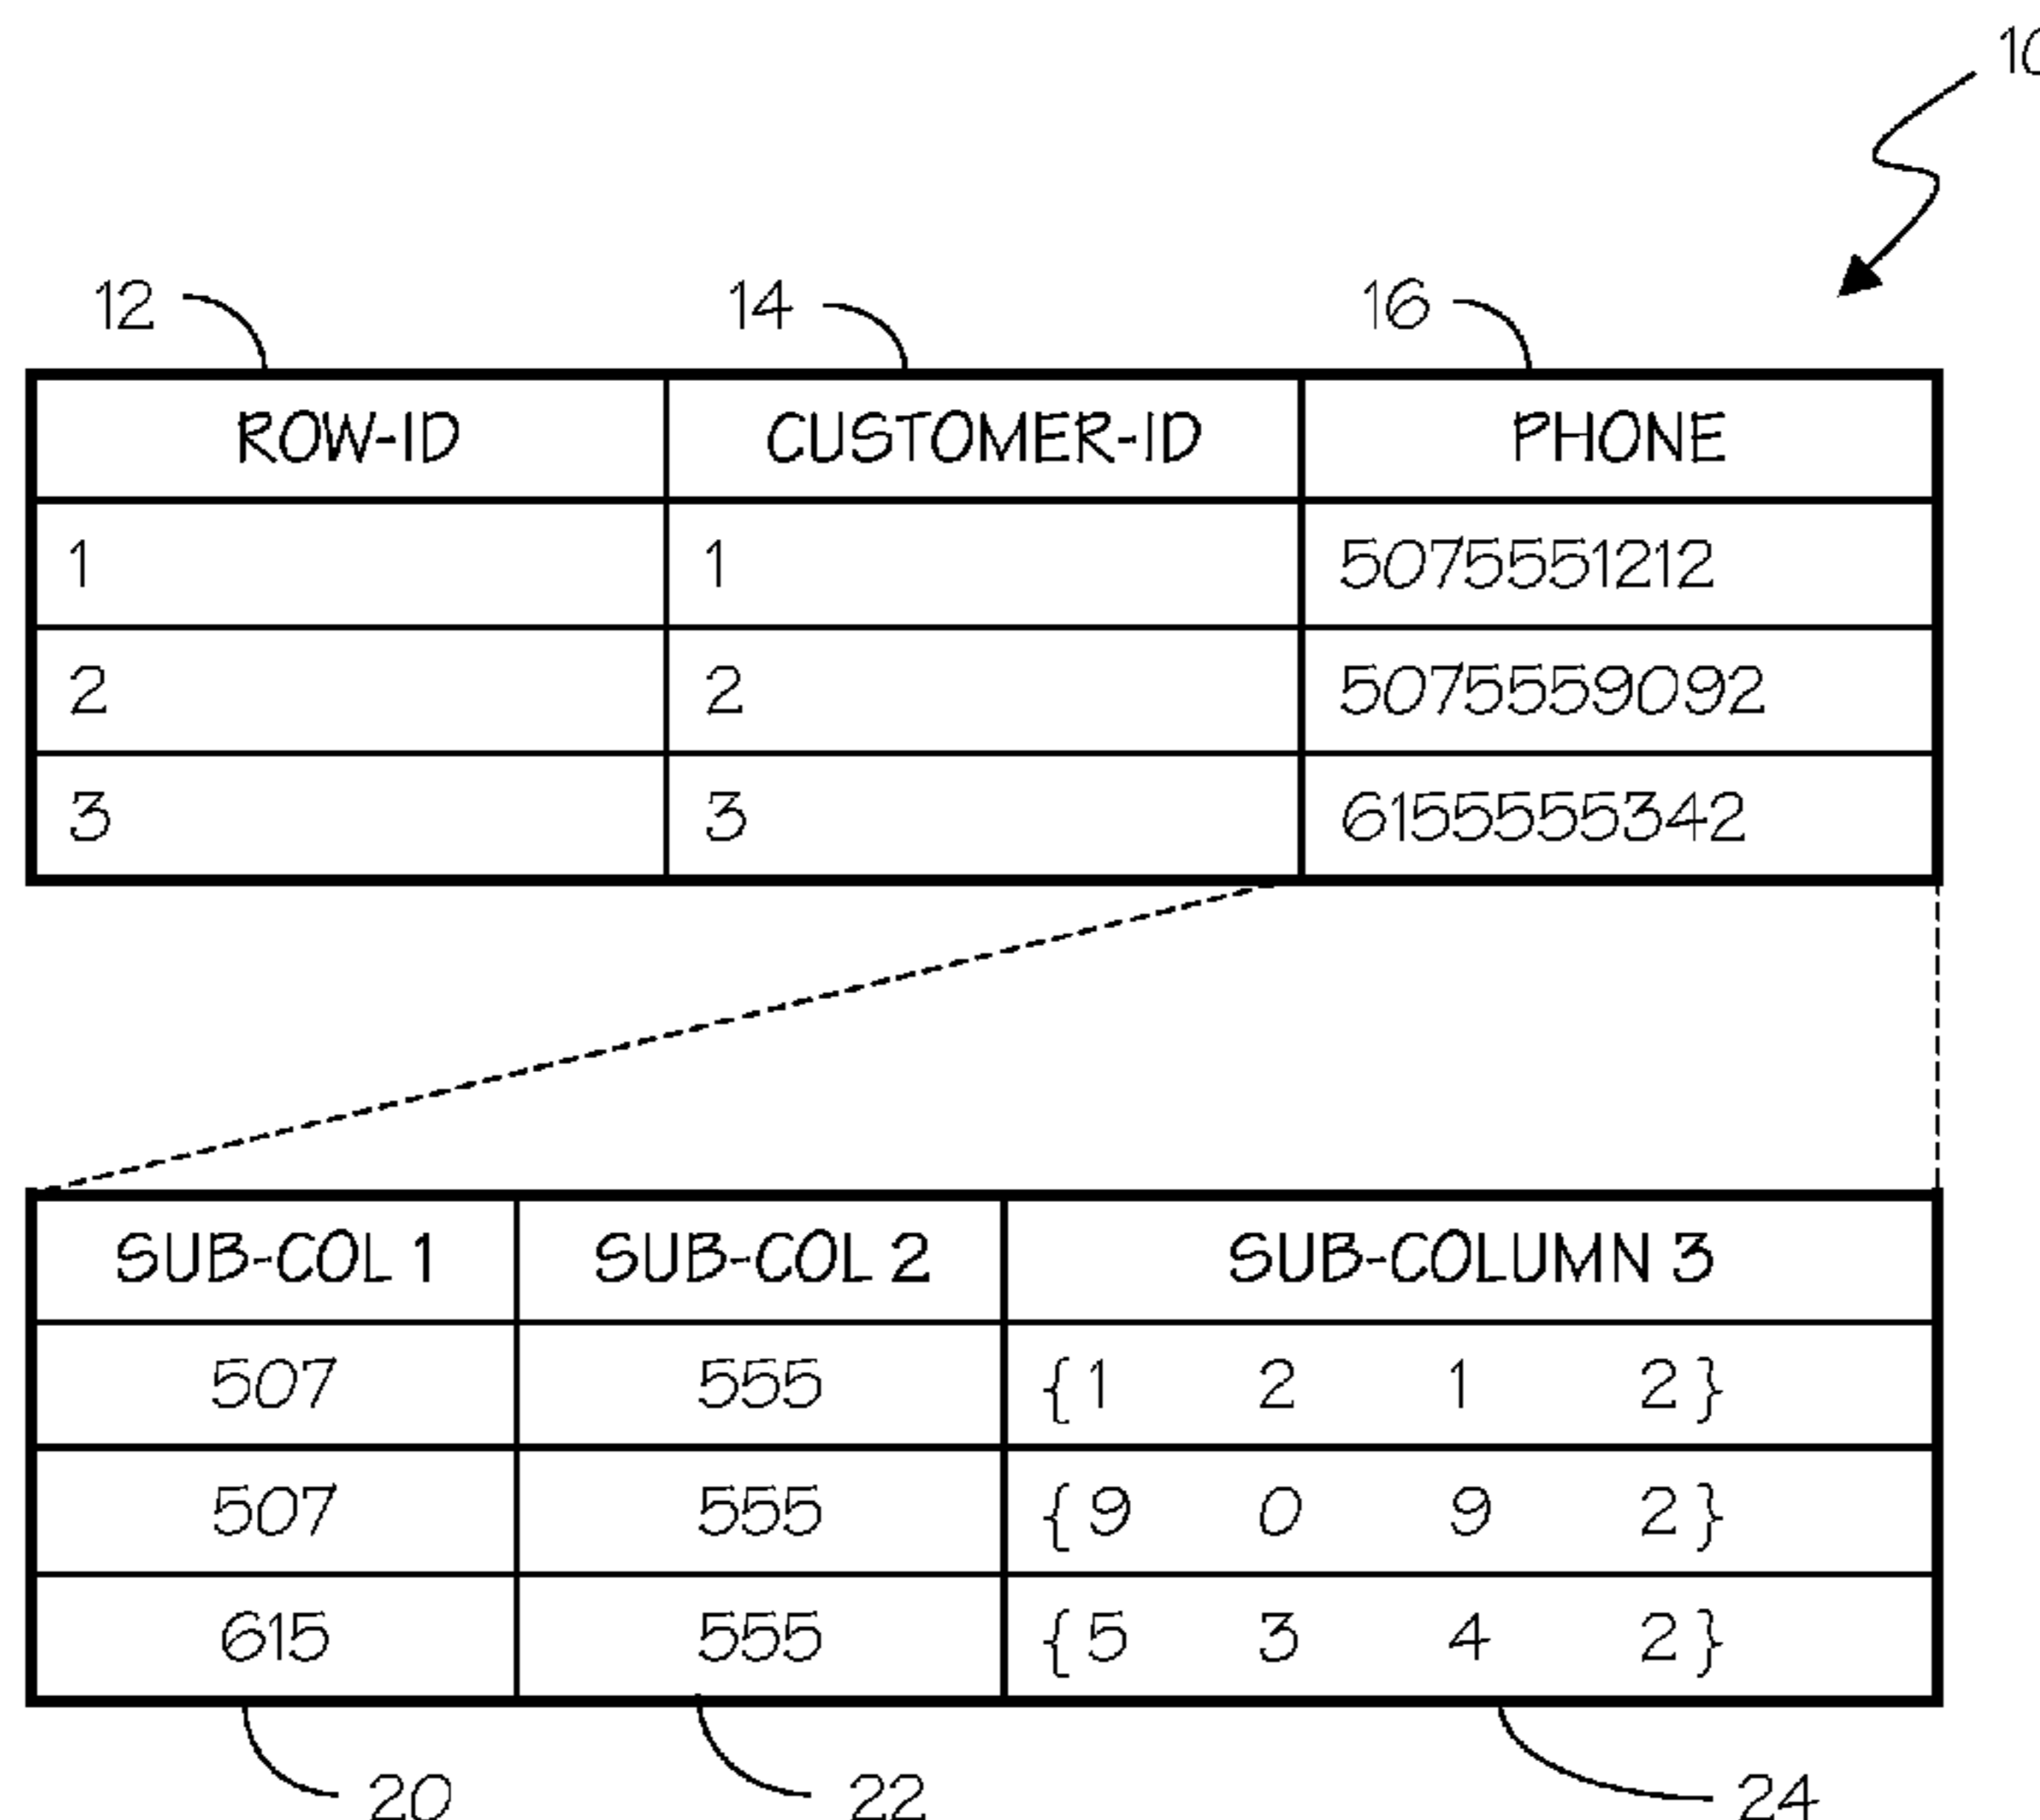 10
12 14 16
ROW-ID CUSTOMER-ID PHONE
1 1 5075551212
2 2 5075559092
3 3 6155555342
SUB-COL 1 SUB-COL 2 SUB-COLUMN 3
507 555 {1 2 1 2}
507 555 {9 0 9 2}
615 555 {5 3 4 2}
20 22 24